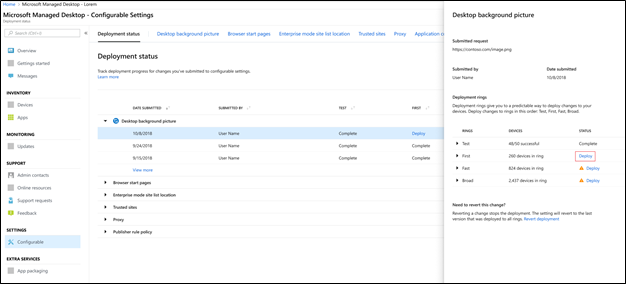 Home > Microsoft Managed Desktop - Lorem
Microsoft Managed Desktop - Configurable Settings
Deployment status
Search (Ctrl + /)
Overview
Getting started
Messages
INVENTORY
Devices
Apps
MONITORING
Updates
SUPPORT
Admin contacts
Online resources
Support requests
Feedback
SETTINGS
Configurable
EXTRA SERVICES
App packaging
Deployment status Desktop background picture Browser start pages Enterprise mode site list location Trusted sites Proxy Application c
Deployment status
Track deployment progress for changes you've submitted to configurable settings.
Learn more
DATE SUBMITTED SUBMITTED BY TEST FIRST
Desktop background picture
10/8/2018 User Name Complete Deploy
9/24/2018 User Name Complete Complete
9/15/2018 User Name Complete Complete
View more
Browser start pages
Enterprise mode site list location
Trusted sites
Proxy
Publisher rule policy
Desktop background picture
Submitted request
https://contoso.com/image.png
Submitted by Date submitted
User Name 10/8/2018
Deployment rings
Deployment rings give you to a predictable way to deploy changes to your
devices. Deploy changes to rings in this order: Test, First, Fast, Broad.
RINGS DEVICES STATUS
Test 48/50 successful Complete
First 260 devices in ring Deploy
Fast 824 devices in ring Deploy
Broad 2,437 devices in ring Deploy
Need to revert this change?
Reverting a change stops the deployment. The setting will revert to the last
version that was deployed to all rings. Revert deployment